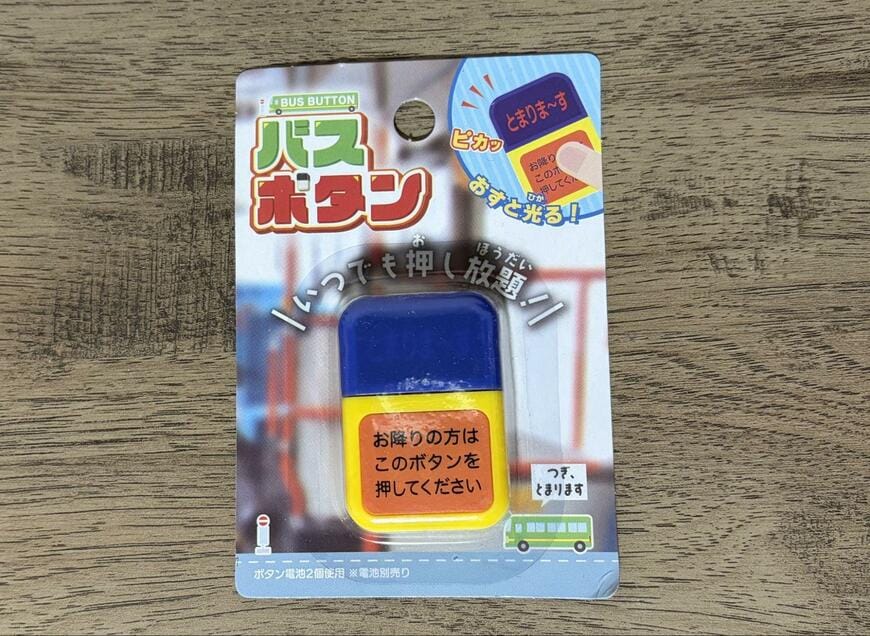 BUS BUTTON
バス
ボタン
とまりま〜す
ピカッ
お降り
このボ
押してく
ひか
おすと光る!
お ほうだい
いつでも押し放題!
お降りの方は
このボタンを
押してください
つぎ、
とまります
ボタン電池2個使用 ※電池別売り